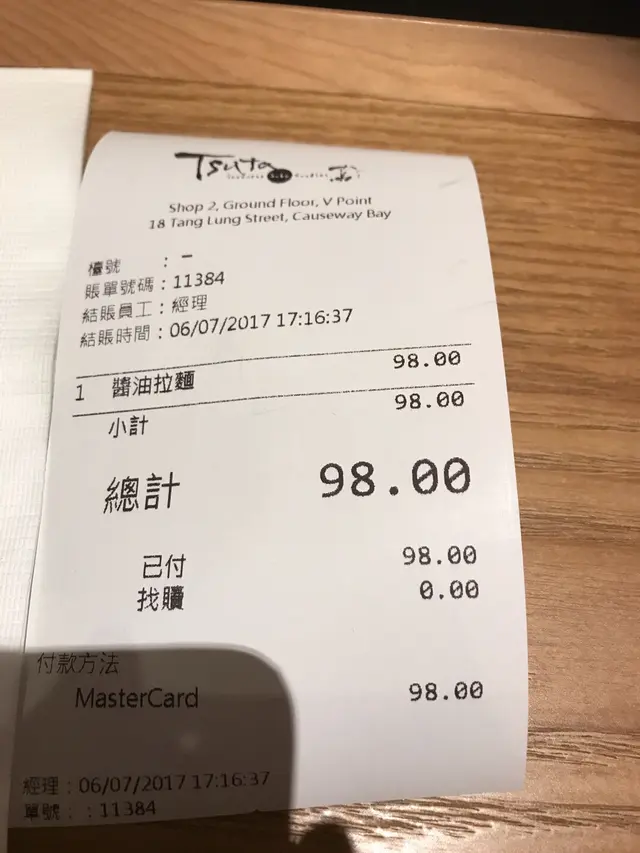 Tsuta
Japanese Soba Noodles 蔦
Shop 2, Ground Floor, V Point
18 Tang Lung Street, Causeway Bay
檯號 : -
賬單號碼 : 11384
結賬員工 : 經理
結賬時間 : 06/07/2017 17:16:37
1 醬油拉麵 98.00
小計 98.00
總計 98.00
已付 98.00
找贖 0.00
付款方法
MasterCard 98.00
經理 : 06/07/2017 17:16:37
單號 : : 11384